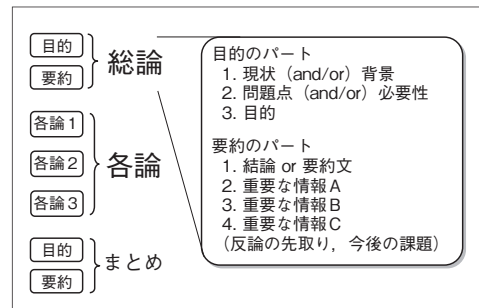 目的
要約
総論
各論1
各論2
各論3
各論
目的
要約
まとめ
目的のパート
1. 現状（and/or）背景
2. 問題点（and/or）必要性
3. 目的
要約のパート
1. 結論 or 要約文
2. 重要な情報A
3. 重要な情報B
4. 重要な情報C
（反論の先取り，今後の課題）